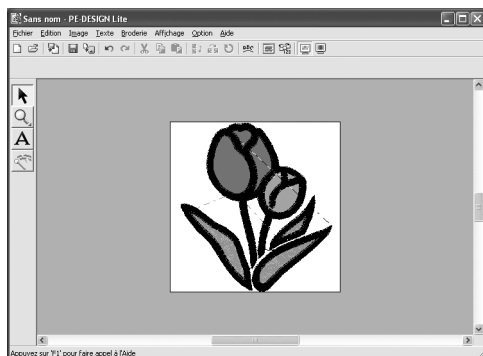 Sans nom - PE-DESIGN Lite
Fichier Edition Image Texte Broderie Affichage Option Aide
abc
A
Appuyez sur 'F1' pour faire appel à l'Aide